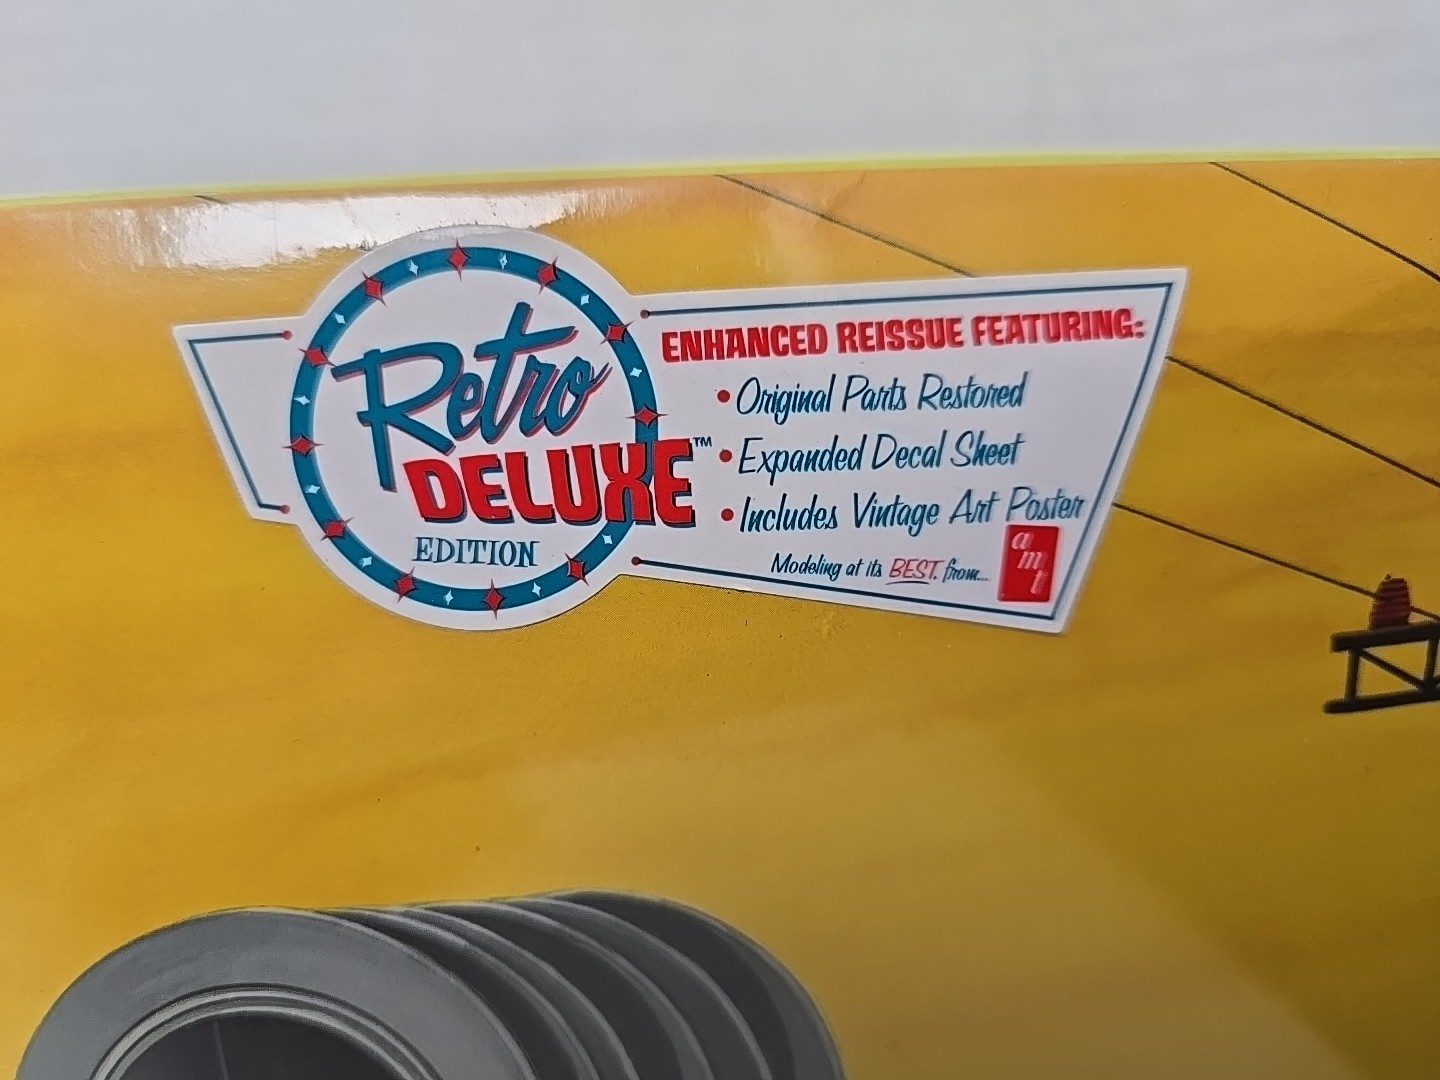 Retro
DELUXE™
EDITION
ENHANCED REISSUE FEATURING:
• Original Parts Restored
• Expanded Decal Sheet
• Includes Vintage Art Poster
Modeling at its BEST. from...
amt